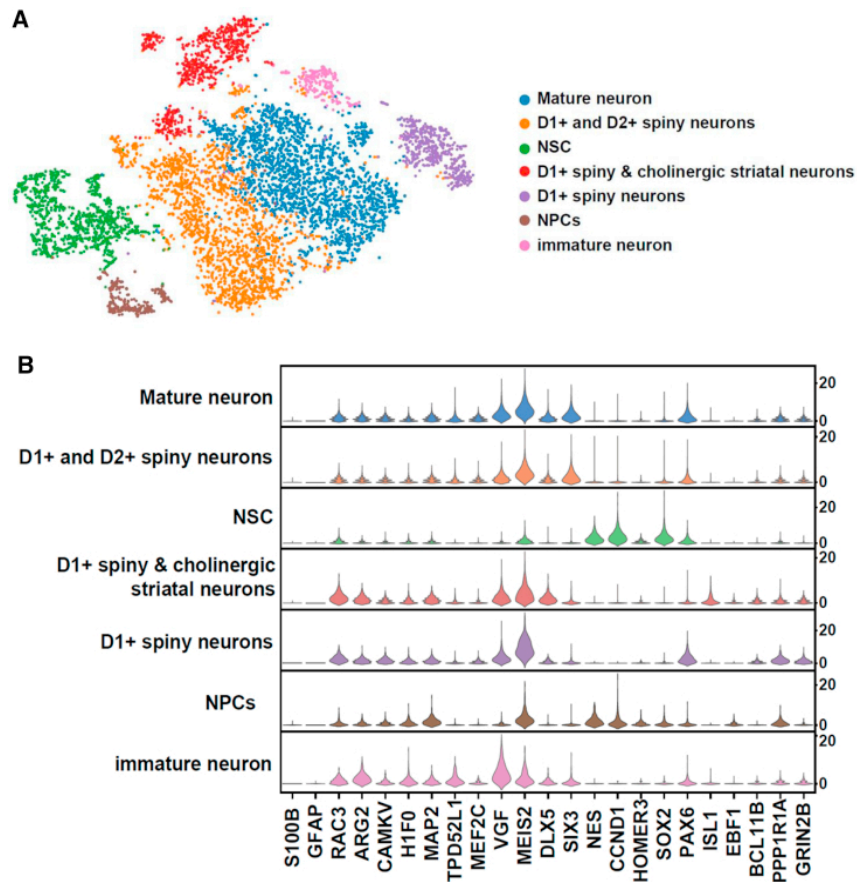 A
Mature neuron
D1+ and D2+ spiny neurons
NSC
D1+ spiny & cholinergic striatal neurons
D1+ spiny neurons
NPCs
immature neuron
B
Mature neuron
20
0
D1+ and D2+ spiny neurons
20
0
NSC
20
0
D1+ spiny & cholinergic
striatal neurons
20
0
D1+ spiny neurons
20
0
NPCs
20
0
immature neuron
20
0
S100B
GFAP
RAC3
ARG2
CAMKV
H1F0
MAP2
TPD52L1
MEF2C
VGF
MEIS2
DLX5
SIX3
NES
CCND1
HOMER3
SOX2
PAX6
ISL1
EBF1
BCL11B
PPP1R1A
GRIN2B